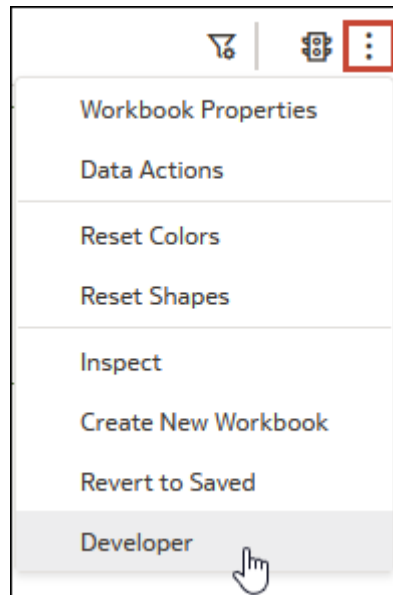 Workbook Properties
Data Actions
Reset Colors
Reset Shapes
Inspect
Create New Workbook
Revert to Saved
Developer